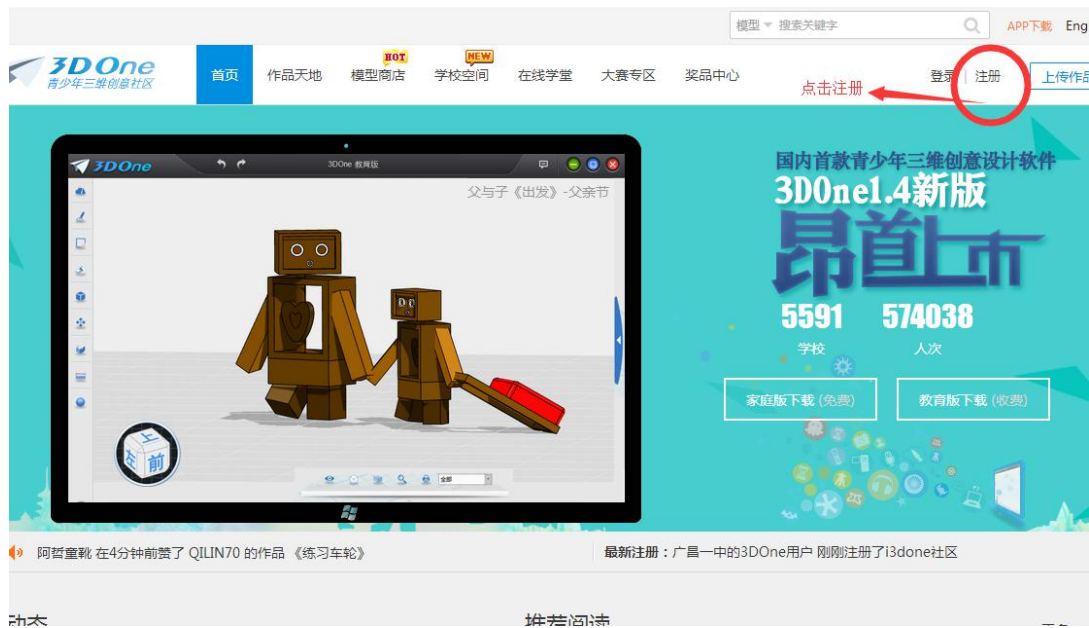 模型 搜索关键字 APP下载 Eng
3DOne
青少年三维创意社区
首页 作品天地 HOT 模型商店 NEW 学校空间 在线学堂 大赛专区 奖品中心 登录 | 注册 上传作品
点击注册
3DOne 3DOne 教育版
父与子《出发》-父亲节
上
左 前
全部
国内首款青少年三维创意设计软件
3DOne1.4新版
昂首上市
5591 574038
学校 人次
家庭版下载 (免费) 教育版下载 (收费)
阿哲童靴 在4分钟前赞了 QILIN70 的作品 《练习车轮》 最新注册：广昌一中的3DOne用户 刚刚注册了i3done社区
动态 推荐阅读